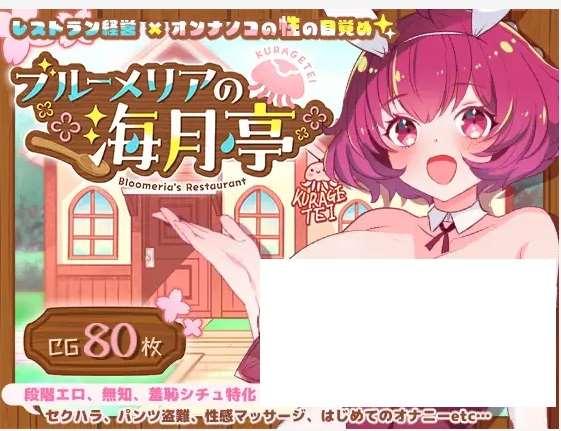 レストラン経営×オンナノコの性の目覚め
KURAGETEI
ブルーメリアの
海月亭
Bloomeria's Restaurant
KURAGE
TEI
CG80枚
段階エロ、無知、羞恥シチュ特化
セクハラ、パンツ盗難、性感マッサージ、はじめてのオナニーetc…